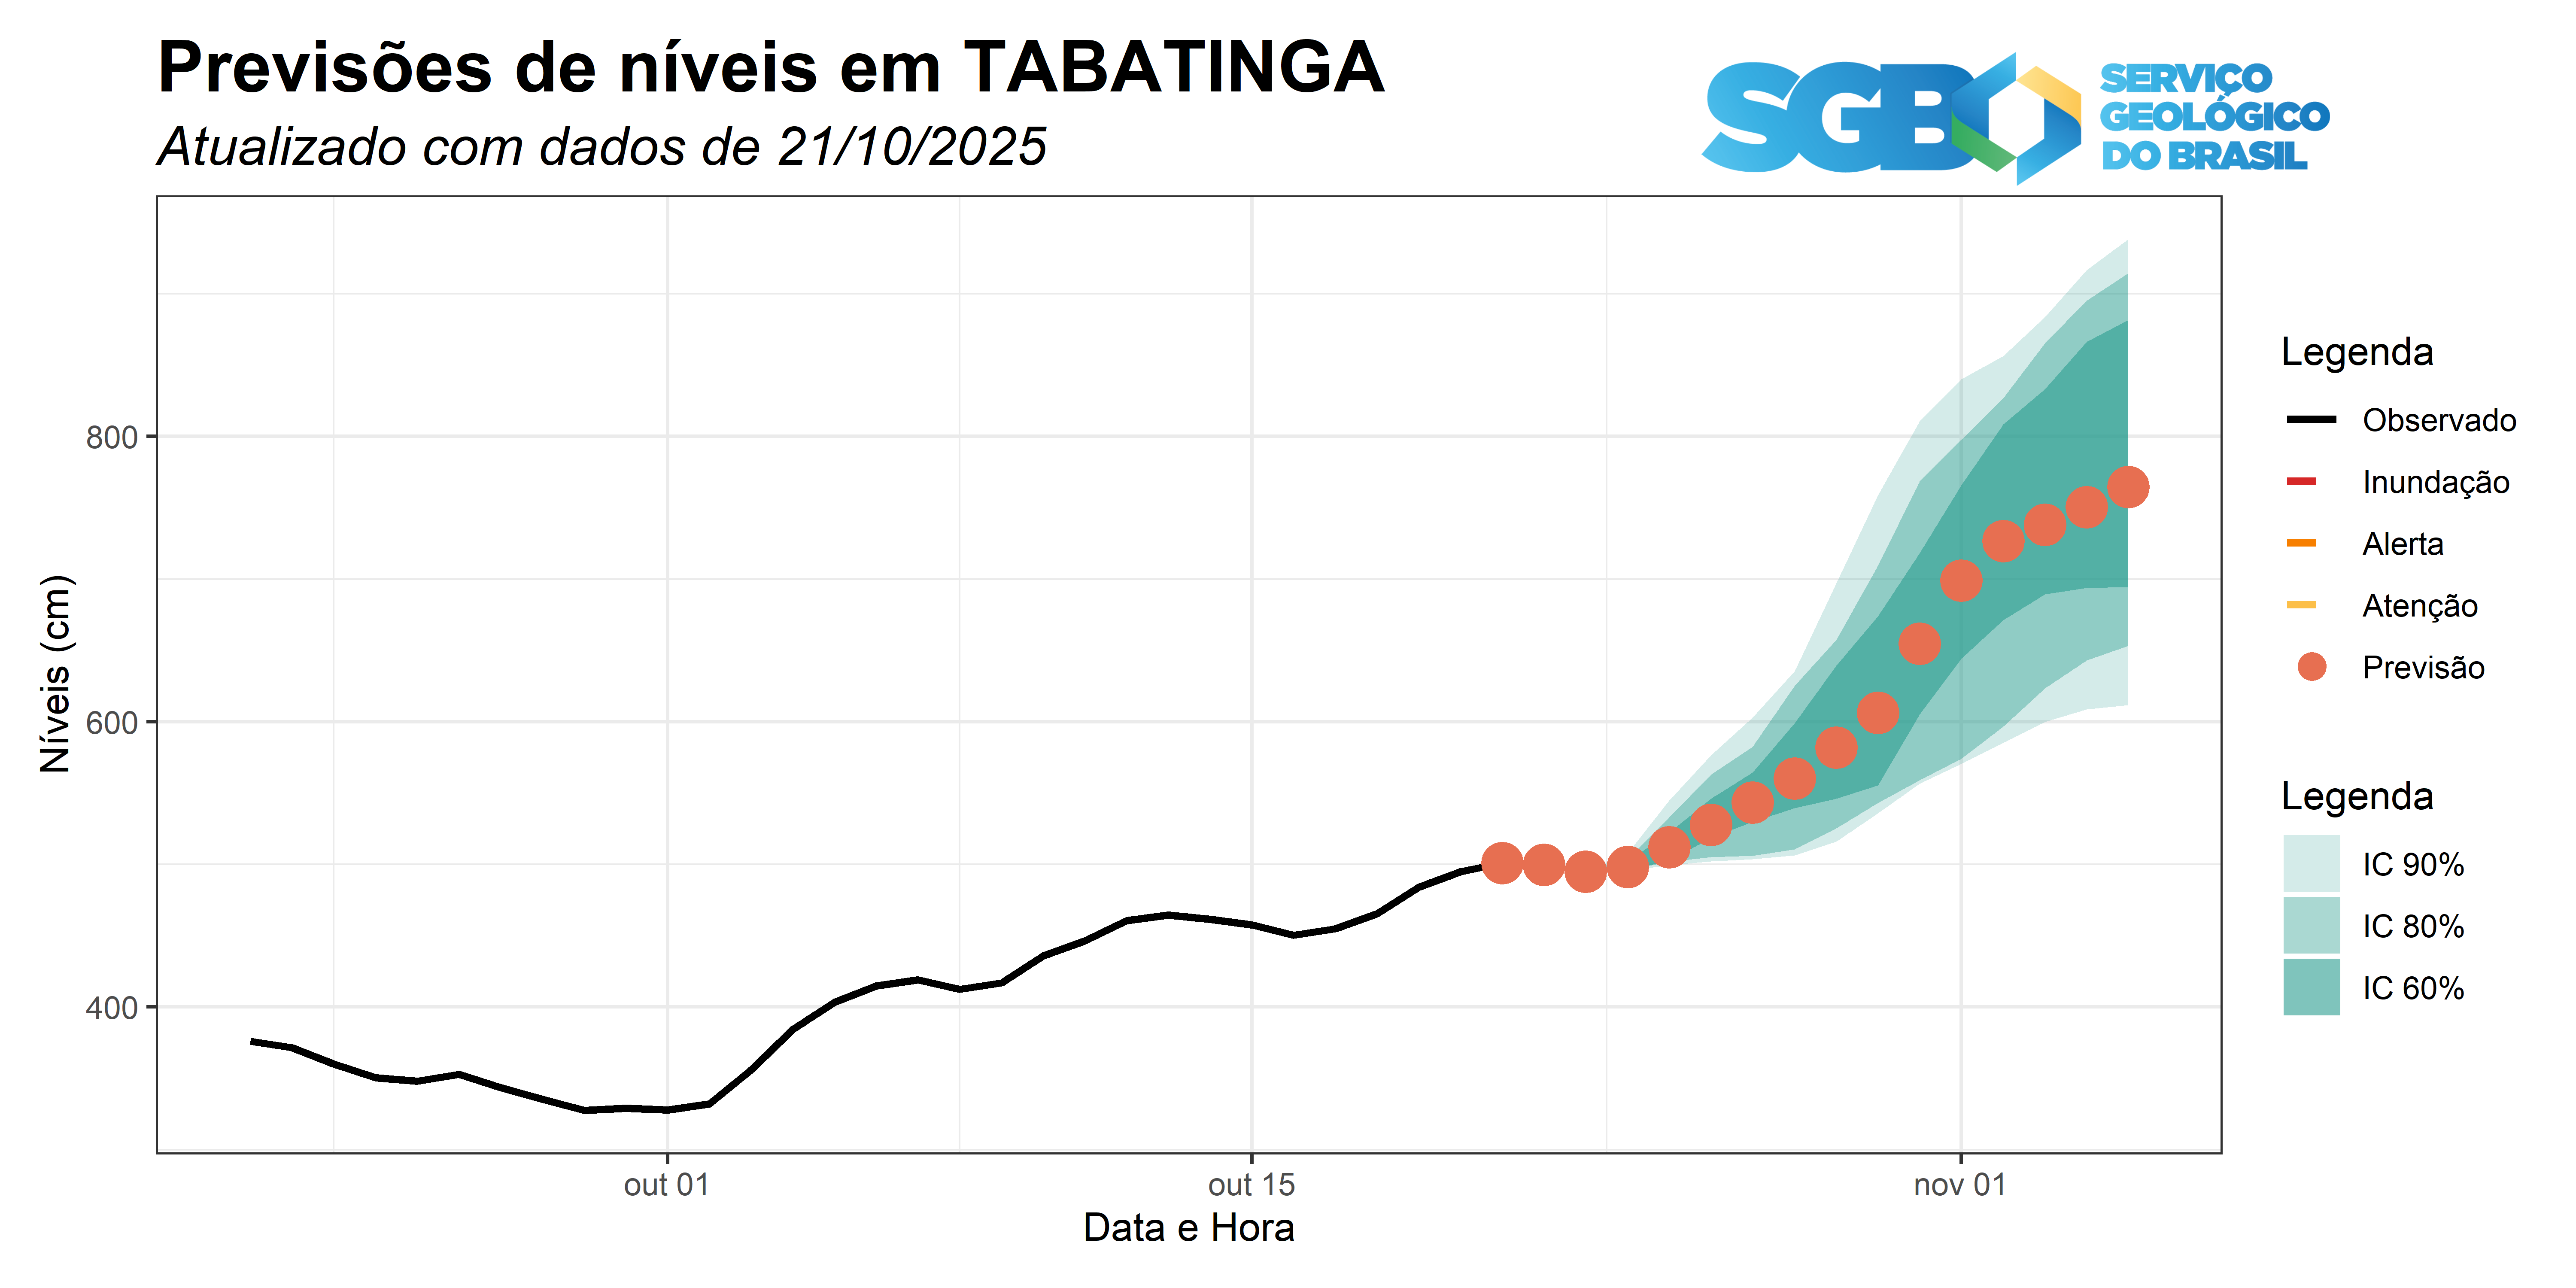 Previsões de níveis em TABATINGA
Atualizado com dados de 21/10/2025
SGB
SERVIÇO
GEOLÓGICO
DO BRASIL
Níveis (cm)
800
600
400
out 01
out 15
nov 01
Data e Hora
Legenda
Observado
Inundação
Alerta
Atenção
Previsão
Legenda
IC 90%
IC 80%
IC 60%